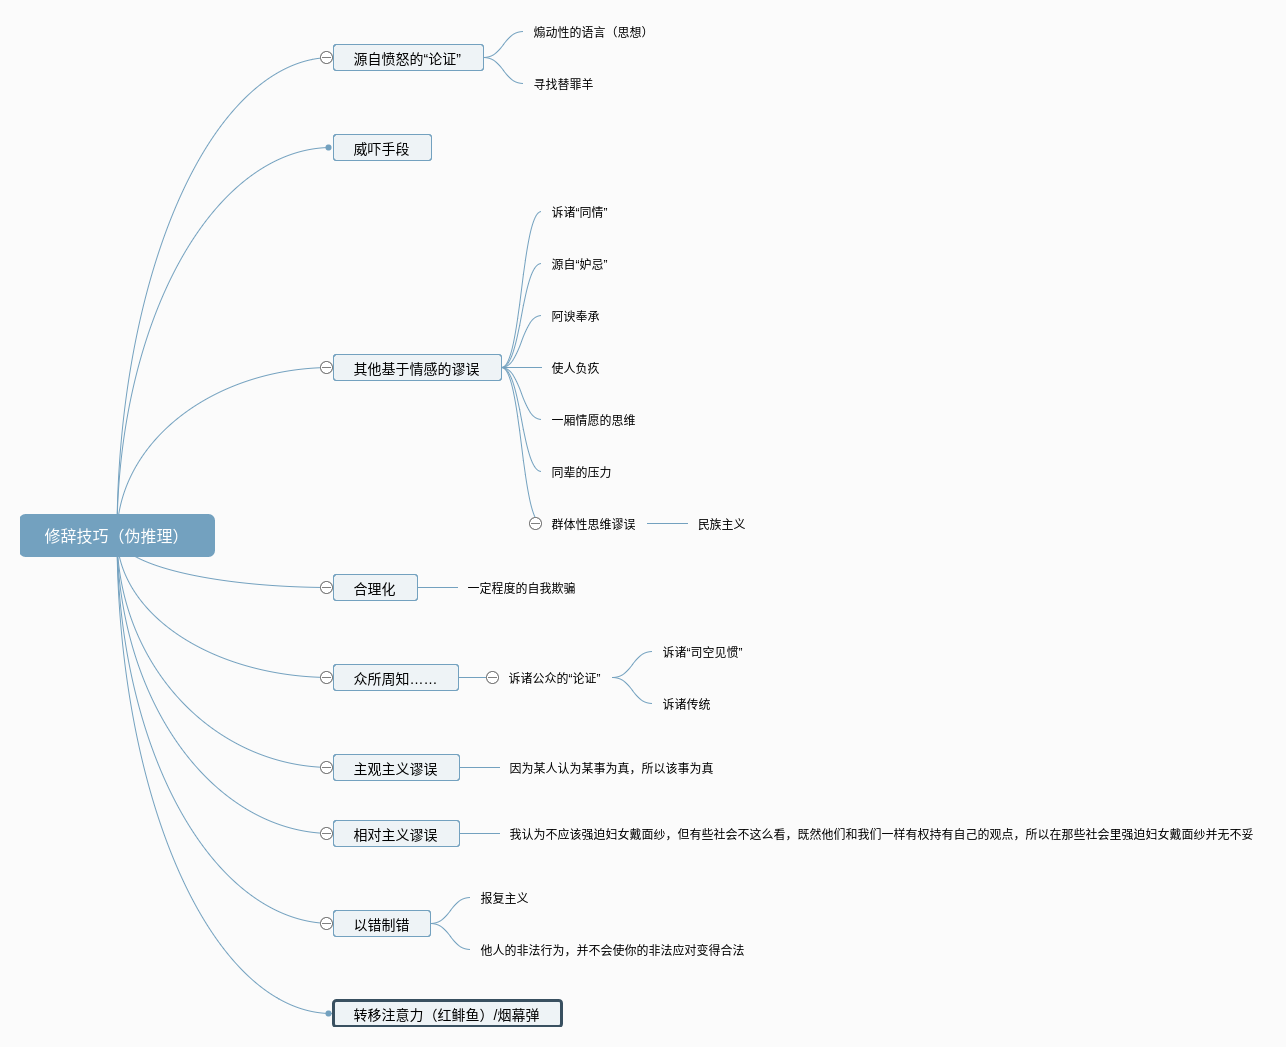 煽动性的语言（思想）
源自愤怒的“论证”
寻找替罪羊
威吓手段
诉诸“同情”
源自“妒忌”
阿谀奉承
其他基于情感的谬误
使人负疚
一厢情愿的思维
同辈的压力
群体性思维谬误
民族主义
修辞技巧（伪推理）
合理化
一定程度的自我欺骗
诉诸“司空见惯”
众所周知……
诉诸公众的“论证”
诉诸传统
主观主义谬误
因为某人认为某事为真，所以该事为真
相对主义谬误
我认为不应该强迫妇女戴面纱，但有些社会不这么看，既然他们和我们一样有权持有自己的观点，所以在那些社会里强迫妇女戴面纱并无不妥
报复主义
以错制错
他人的非法行为，并不会使你的非法应对变得合法
转移注意力（红鲱鱼）/烟幕弹